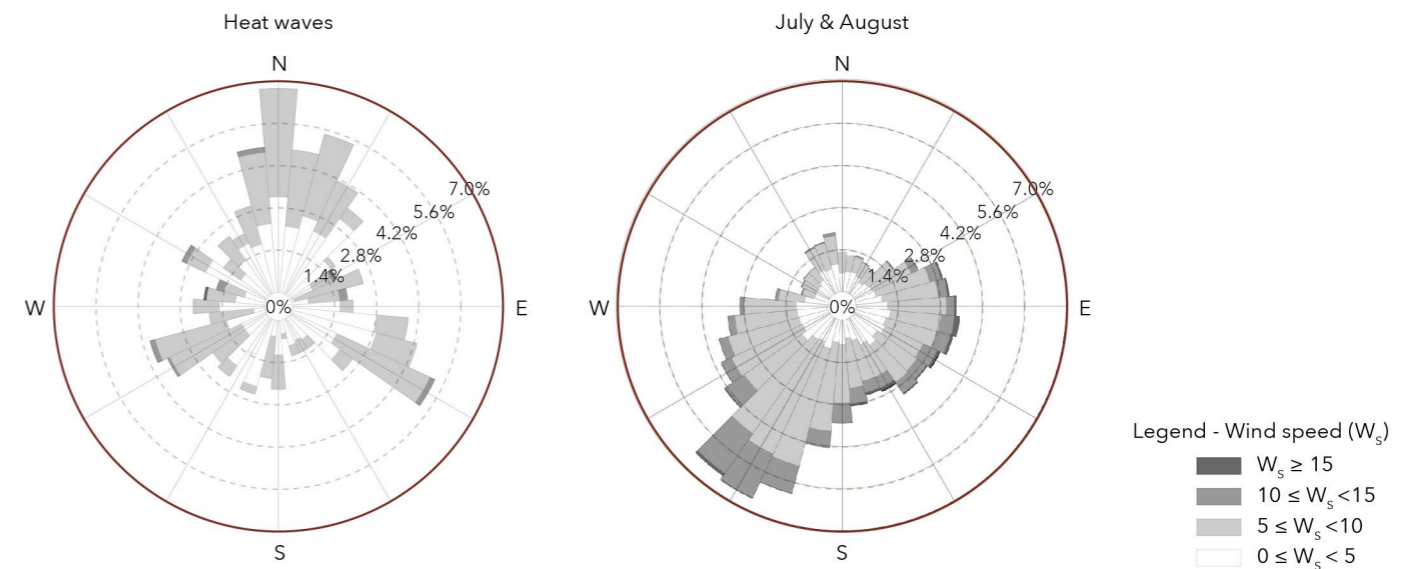 Heat waves
N
7.0%
5.6%
4.2%
2.8%
1.4%
W
0%
E
S
July & August
N
7.0%
5.6%
4.2%
2.8%
1.4%
W
0%
E
S
Legend - Wind speed (Ws)
Ws ≥ 15
10 ≤ Ws <15
5 ≤ Ws <10
0 ≤ Ws < 5